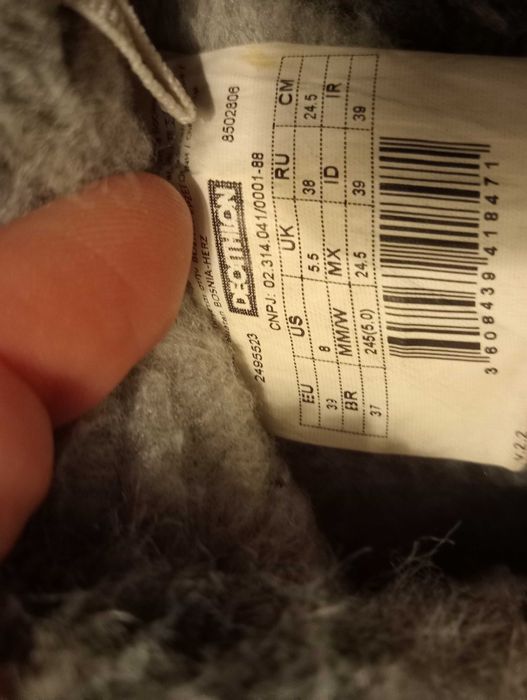 BOSNIA-HERZ
2495523 DECATHLON 8502806
CNPJ: 02.314.041/0001-88
EU US UK RU CM
39 8 5.5 38 24.5
BR MM/W MX ID IR
37 245(5.0) 24.5 39 39
3 608439 418471
V.2.2